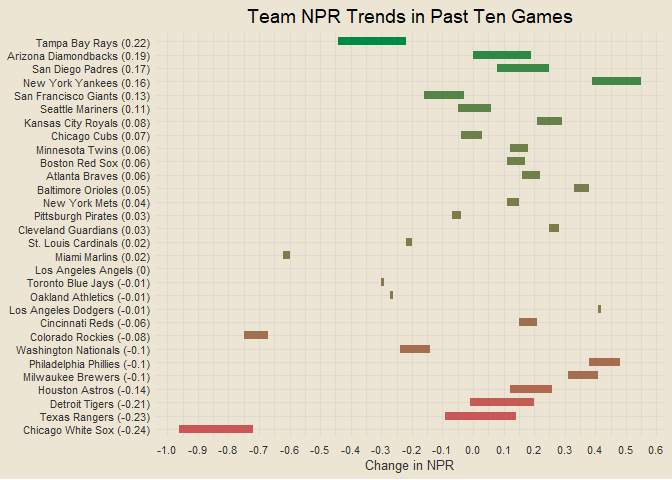 Team NPR Trends in Past Ten Games
Tampa Bay Rays (0.22)
Arizona Diamondbacks (0.19)
San Diego Padres (0.17)
New York Yankees (0.16)
San Francisco Giants (0.13)
Seattle Mariners (0.11)
Kansas City Royals (0.08)
Chicago Cubs (0.07)
Minnesota Twins (0.06)
Boston Red Sox (0.06)
Atlanta Braves (0.06)
Baltimore Orioles (0.05)
New York Mets (0.04)
Pittsburgh Pirates (0.03)
Cleveland Guardians (0.03)
St. Louis Cardinals (0.02)
Miami Marlins (0.02)
Los Angeles Angels (0)
Toronto Blue Jays (-0.01)
Oakland Athletics (-0.01)
Los Angeles Dodgers (-0.01)
Cincinnati Reds (-0.06)
Colorado Rockies (-0.08)
Washington Nationals (-0.1)
Philadelphia Phillies (-0.1)
Milwaukee Brewers (-0.1)
Houston Astros (-0.14)
Detroit Tigers (-0.21)
Texas Rangers (-0.23)
Chicago White Sox (-0.24)
-1.0 -0.9 -0.8 -0.7 -0.6 -0.5 -0.4 -0.3 -0.2 -0.1 0.0 0.1 0.2 0.3 0.4 0.5 0.6
Change in NPR